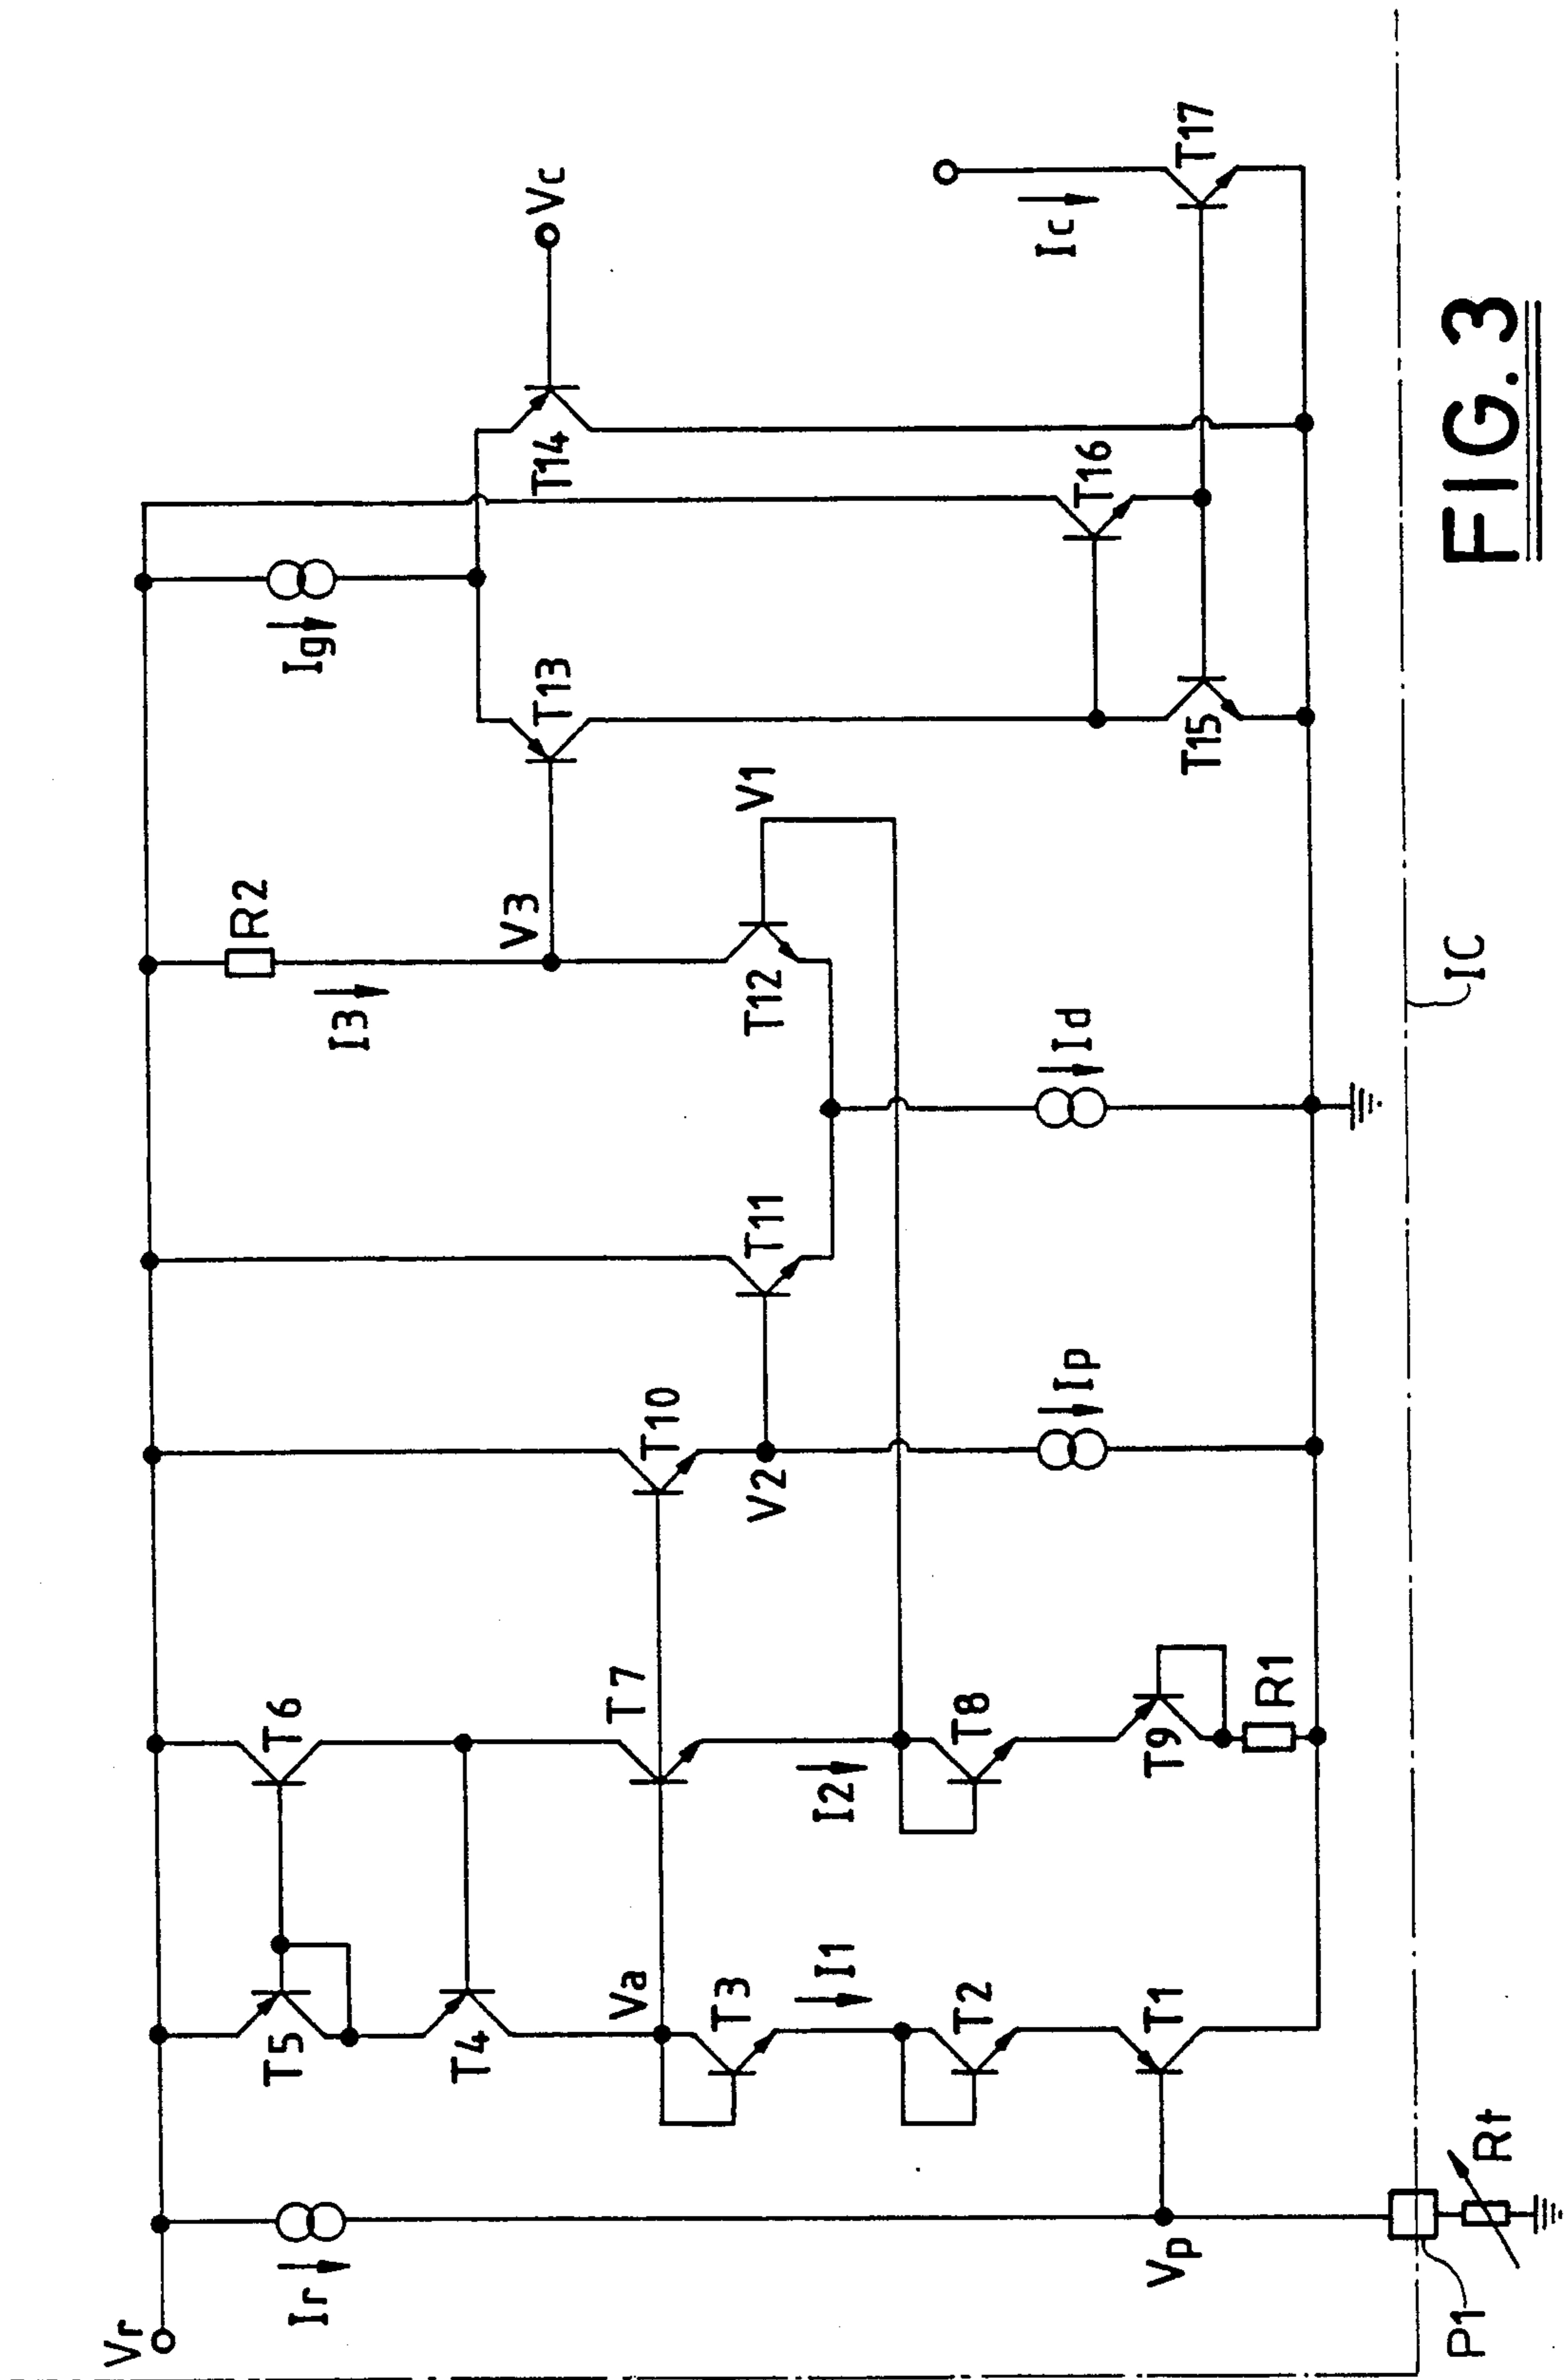 Vr
Ir
Vp
P1
Rt
T5
T4
Va
T3
I1
T2
T1
T6
T7
I2
T8
T9
R1
T10
V2
Ip
T11
Id
R2
I3
V3
T12
V1
Ig
T13
T14
Vc
T15
T16
Ic
T17
IC
FIG. 3